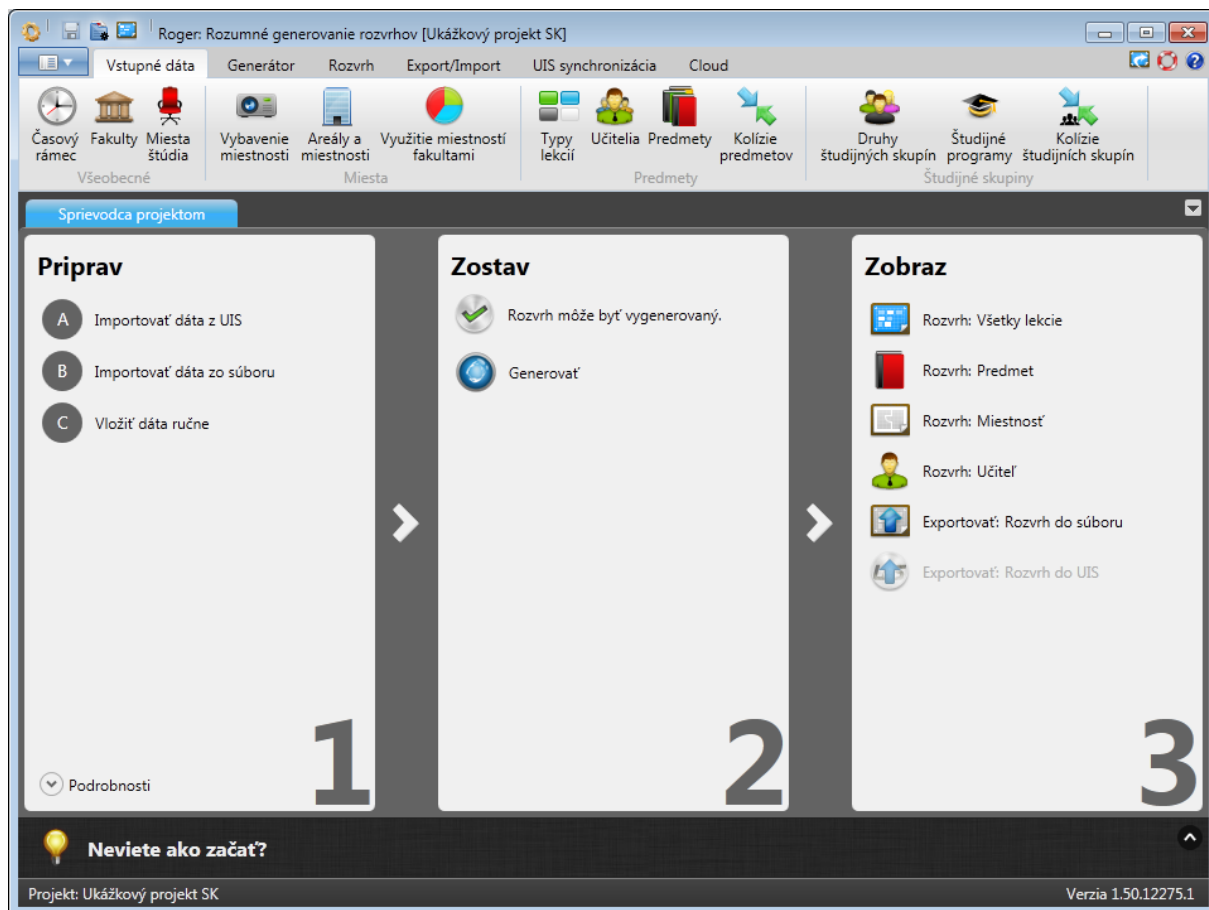 Roger: Rozumné generovanie rozvrhov [Ukážkový projekt SK]
Vstupné dáta Generátor Rozvrh Export/Import UIS synchronizácia Cloud
Časový rámec
Fakulty
Miesta štúdia
Vybavenie miestnosti
Areály a miestnosti
Využitie miestností fakultami
Typy lekcií
Učitelia
Predmety
Kolízie predmetov
Druhy študijných skupín
Študijné programy
Kolízie študijních skupín
Všeobecné Miesta Predmety Študijné skupiny
Sprievodca projektom
Priprav
A Importovať dáta z UIS
B Importovať dáta zo súboru
C Vložiť dáta ručne
Podrobnosti
1
Zostav
Rozvrh môže byť vygenerovaný.
Generovať
2
Zobraz
Rozvrh: Všetky lekcie
Rozvrh: Predmet
Rozvrh: Miestnosť
Rozvrh: Učiteľ
Exportovať: Rozvrh do súboru
Exportovať: Rozvrh do UIS
3
Neviete ako začať?
Projekt: Ukážkový projekt SK Verzia 1.50.12275.1